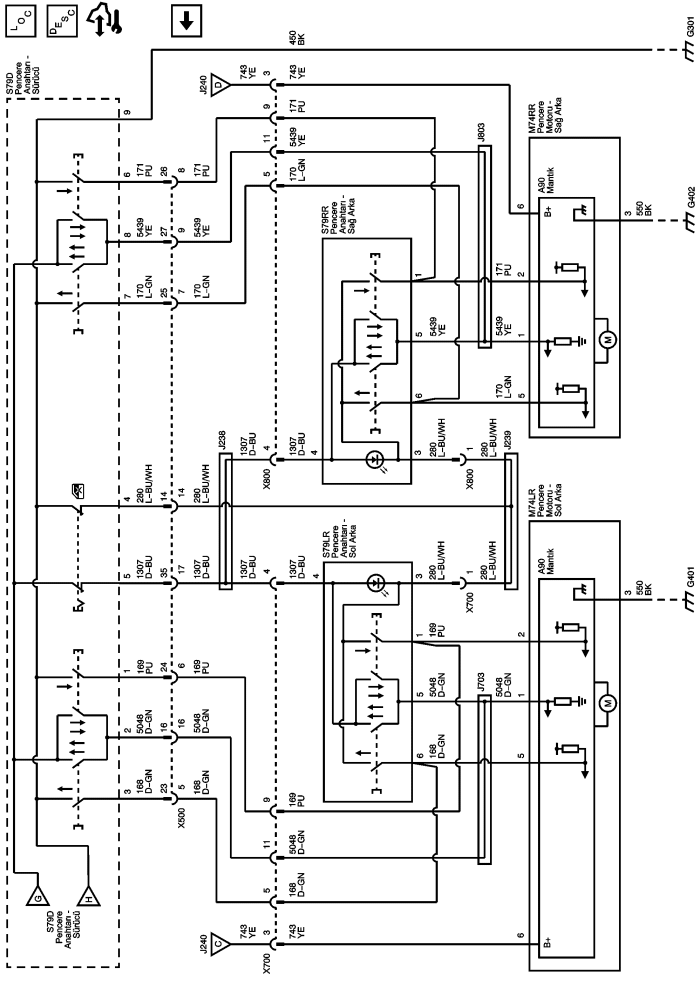 L O C
D E S C
S79D
Pencere
Anahtarı -
Sürücü
G
H
S79D
Pencere
Anahtarı -
Sürücü
9
3
168
D-GN
2
5048
D-GN
1
169
PU
5
1307
D-BU
4
280
L-BU/WH
7
170
L-GN
8
5439
YE
6
171
PU
23
16
24
35
14
25
27
26
X500
5
16
6
17
14
7
9
8
168
D-GN
5048
D-GN
169
PU
1307
D-BU
280
L-BU/WH
170
L-GN
5439
YE
171
PU
J240
C
743
YE
J238
1307
D-BU
1307
D-BU
J240
D
743
YE
450
BK
X700
3
5
11
9
4
4
X800
5
11
9
3
743
YE
168
D-GN
5048
D-GN
169
PU
1307
D-BU
1307
D-BU
170
L-GN
5439
YE
171
PU
743
YE
S79LR
Pencere
Anahtarı -
Sol Arka
4
6
5
1
3
S79RR
Pencere
Anahtarı -
Sağ Arka
4
3
6
5
1
168
D-GN
5048
D-GN
169
PU
280
L-BU/WH
280
L-BU/WH
X700
1
X800
1
J703
5048
D-GN
280
L-BU/WH
280
L-BU/WH
J239
170
L-GN
5439
YE
171
PU
J803
5439
YE
6
5
1
2
5
1
2
6
M74LR
Pencere
Motoru -
Sol Arka
A90
Mantık
B+
M
3
550
BK
G401
M74RR
Pencere
Motoru -
Sağ Arka
A90
Mantık
B+
M
3
550
BK
G402
G301